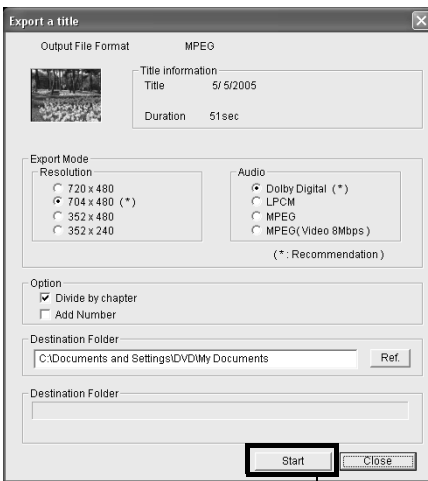 Export a title
Output File Format MPEG
Title information
Title 5/ 5/2005
Duration 51sec
Export Mode
Resolution
720 x 480
704 x 480 (*)
352 x 480
352 x 240
Audio
Dolby Digital (*)
LPCM
MPEG
MPEG(Video 8Mbps)
(*: Recommendation)
Option
Divide by chapter
Add Number
Destination Folder
C:\Documents and Settings\DVD\My Documents Ref.
Destination Folder
Start Close